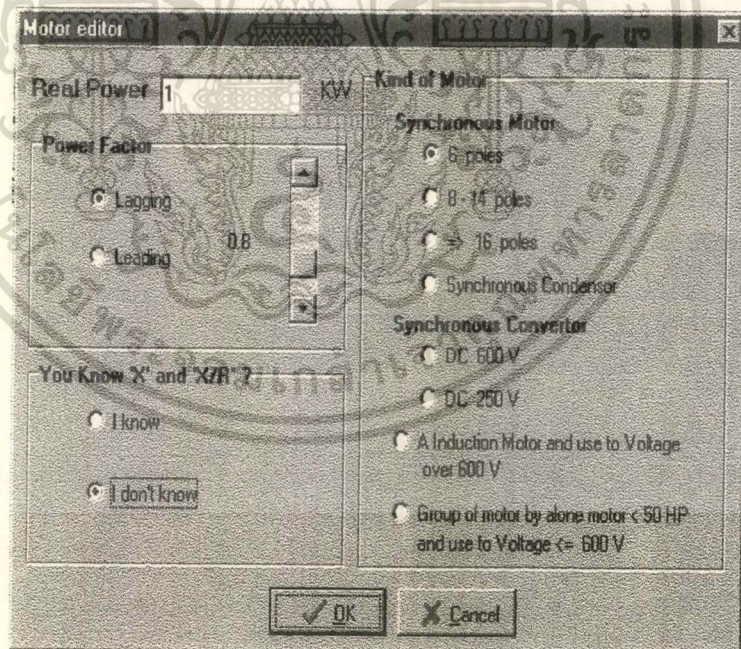 Motor editor
Real Power 1 KW
Power Factor
Lagging
0.8
Leading
You Know 'X' and 'X/R' ?
I know
I don't know
Kind of Motor
Synchronous Motor
6 poles
8 - 14 poles
=> 16 poles
Synchronous Condensor
Synchronous Convertor
DC 600 V
DC 250 V
A Induction Motor and use to Voltage
over 600 V
Group of motor by alone motor < 50 HP
and use to Voltage <= 600 V
OK
Cancel